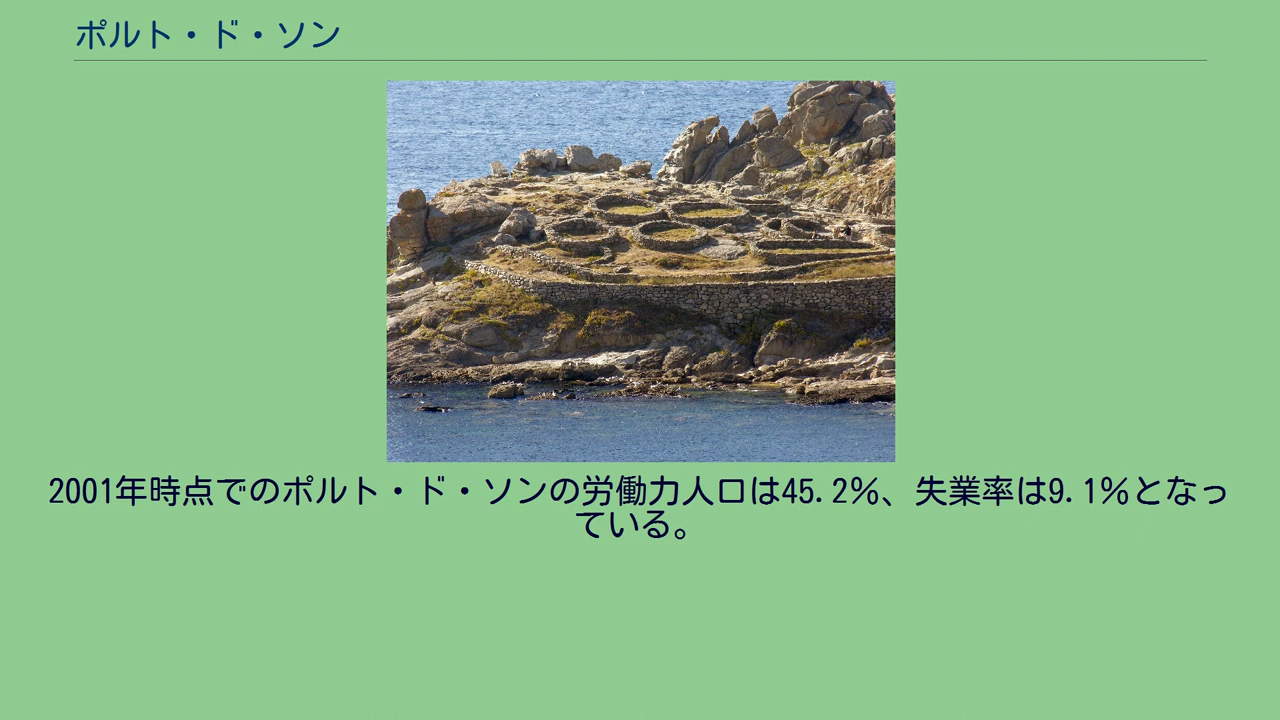 ポルト・ド・ソン
2001年時点でのポルト・ド・ソンの労働力人口は45.2%、失業率は9.1%となっ
ている。